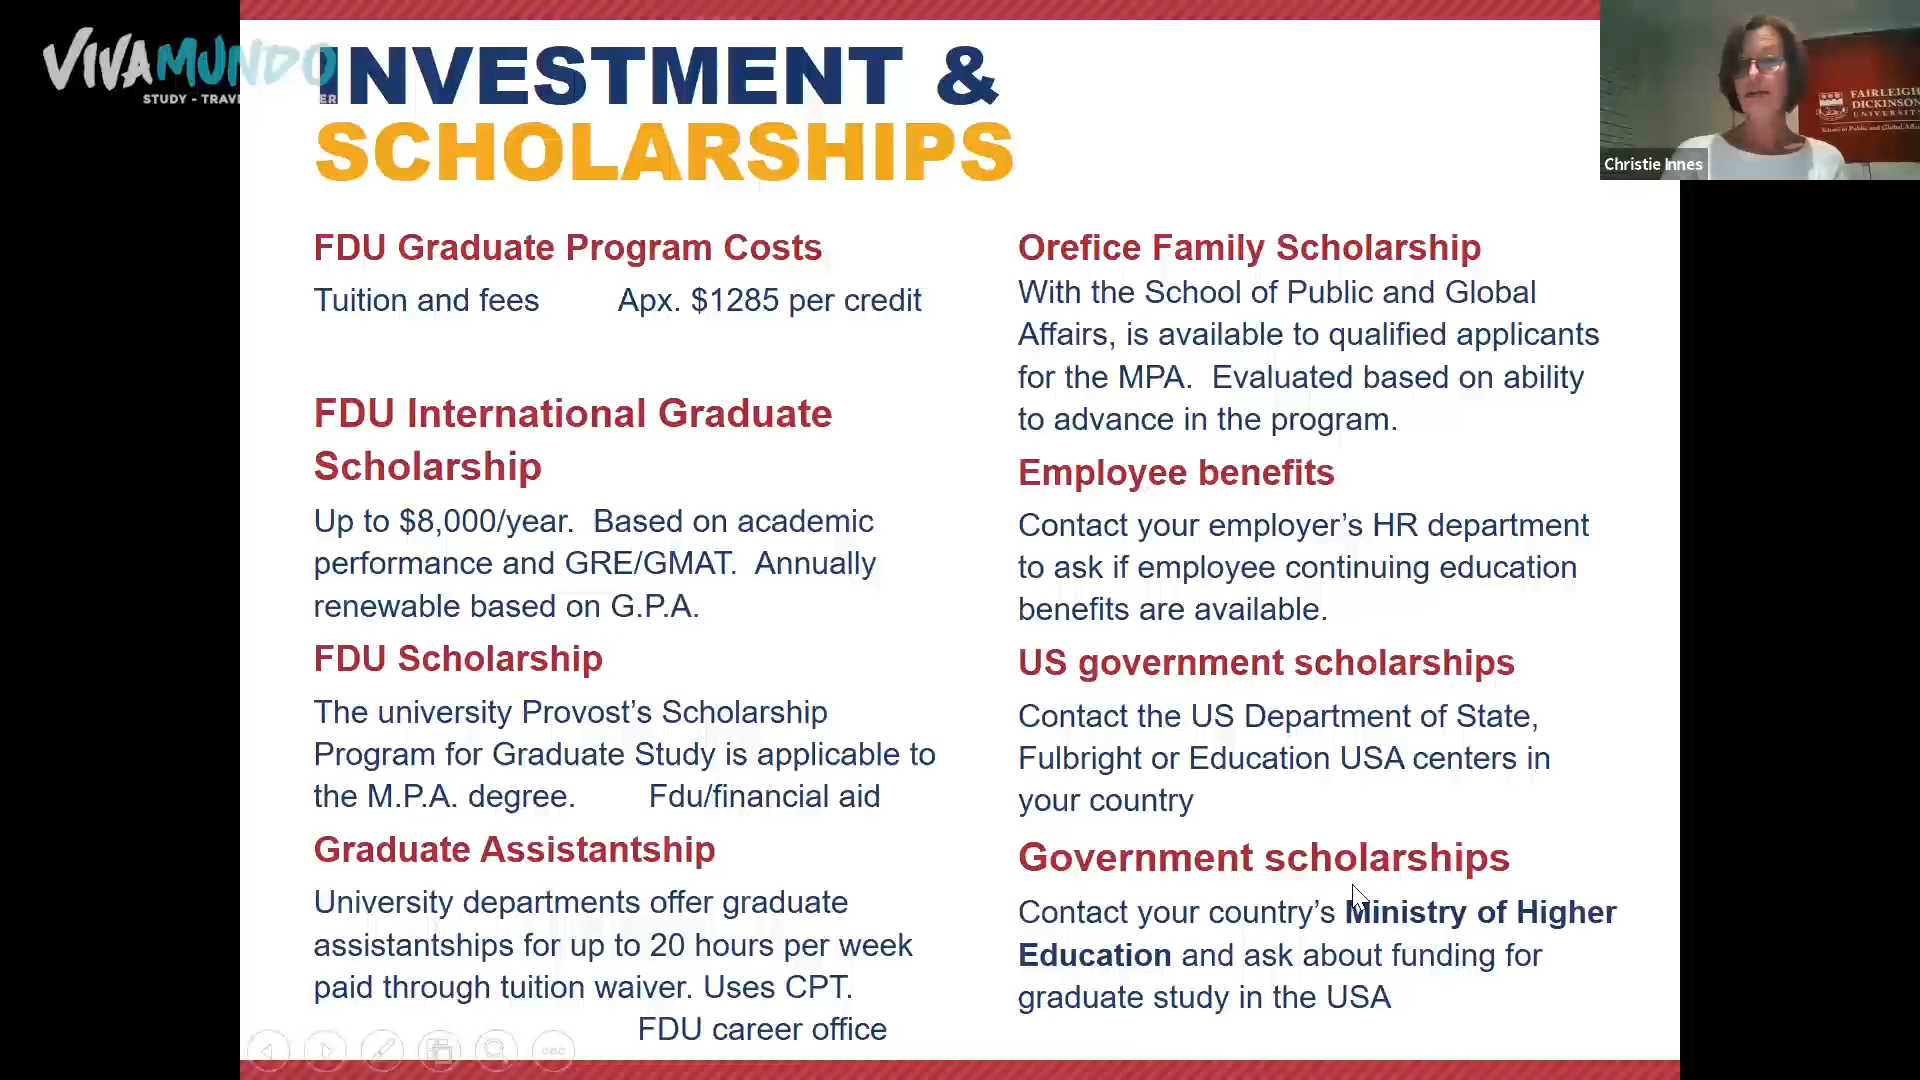 VIVAMUNDO
STUDY - TRAVE
ER
INVESTMENT &
SCHOLARSHIPS
FDU Graduate Program Costs
Tuition and fees Apx. $1285 per credit
FDU International Graduate
Scholarship
Up to $8,000/year. Based on academic
performance and GRE/GMAT. Annually
renewable based on G.P.A.
FDU Scholarship
The university Provost’s Scholarship
Program for Graduate Study is applicable to
the M.P.A. degree. Fdu/financial aid
Graduate Assistantship
University departments offer graduate
assistantships for up to 20 hours per week
paid through tuition waiver. Uses CPT.
FDU career office
Orefice Family Scholarship
With the School of Public and Global
Affairs, is available to qualified applicants
for the MPA. Evaluated based on ability
to advance in the program.
Employee benefits
Contact your employer’s HR department
to ask if employee continuing education
benefits are available.
US government scholarships
Contact the US Department of State,
Fulbright or Education USA centers in
your country
Government scholarships
Contact your country’s Ministry of Higher
Education and ask about funding for
graduate study in the USA
FAIRLEIGH
DICKINSON
UNIVERSITY
School of Public and Global Affairs
Christie Innes